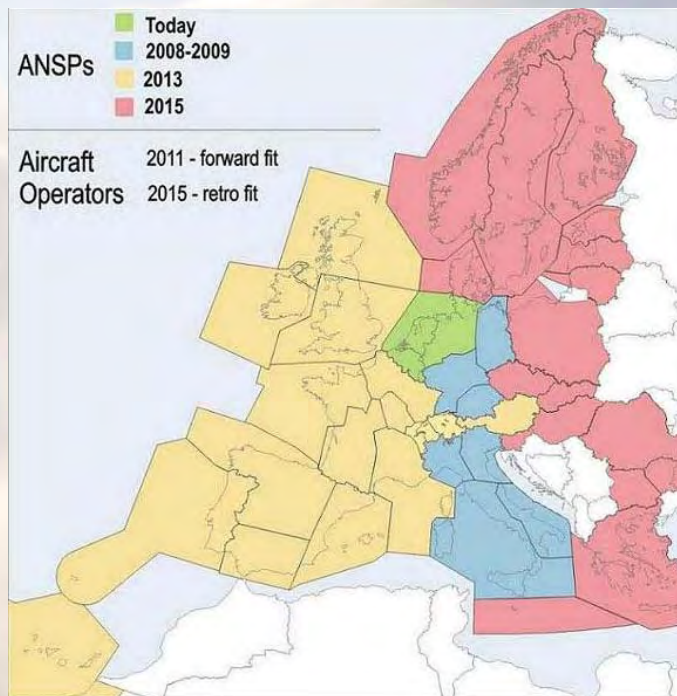 ANSPs
Today
2008-2009
2013
2015
Aircraft Operators
2011 - forward fit
2015 - retro fit